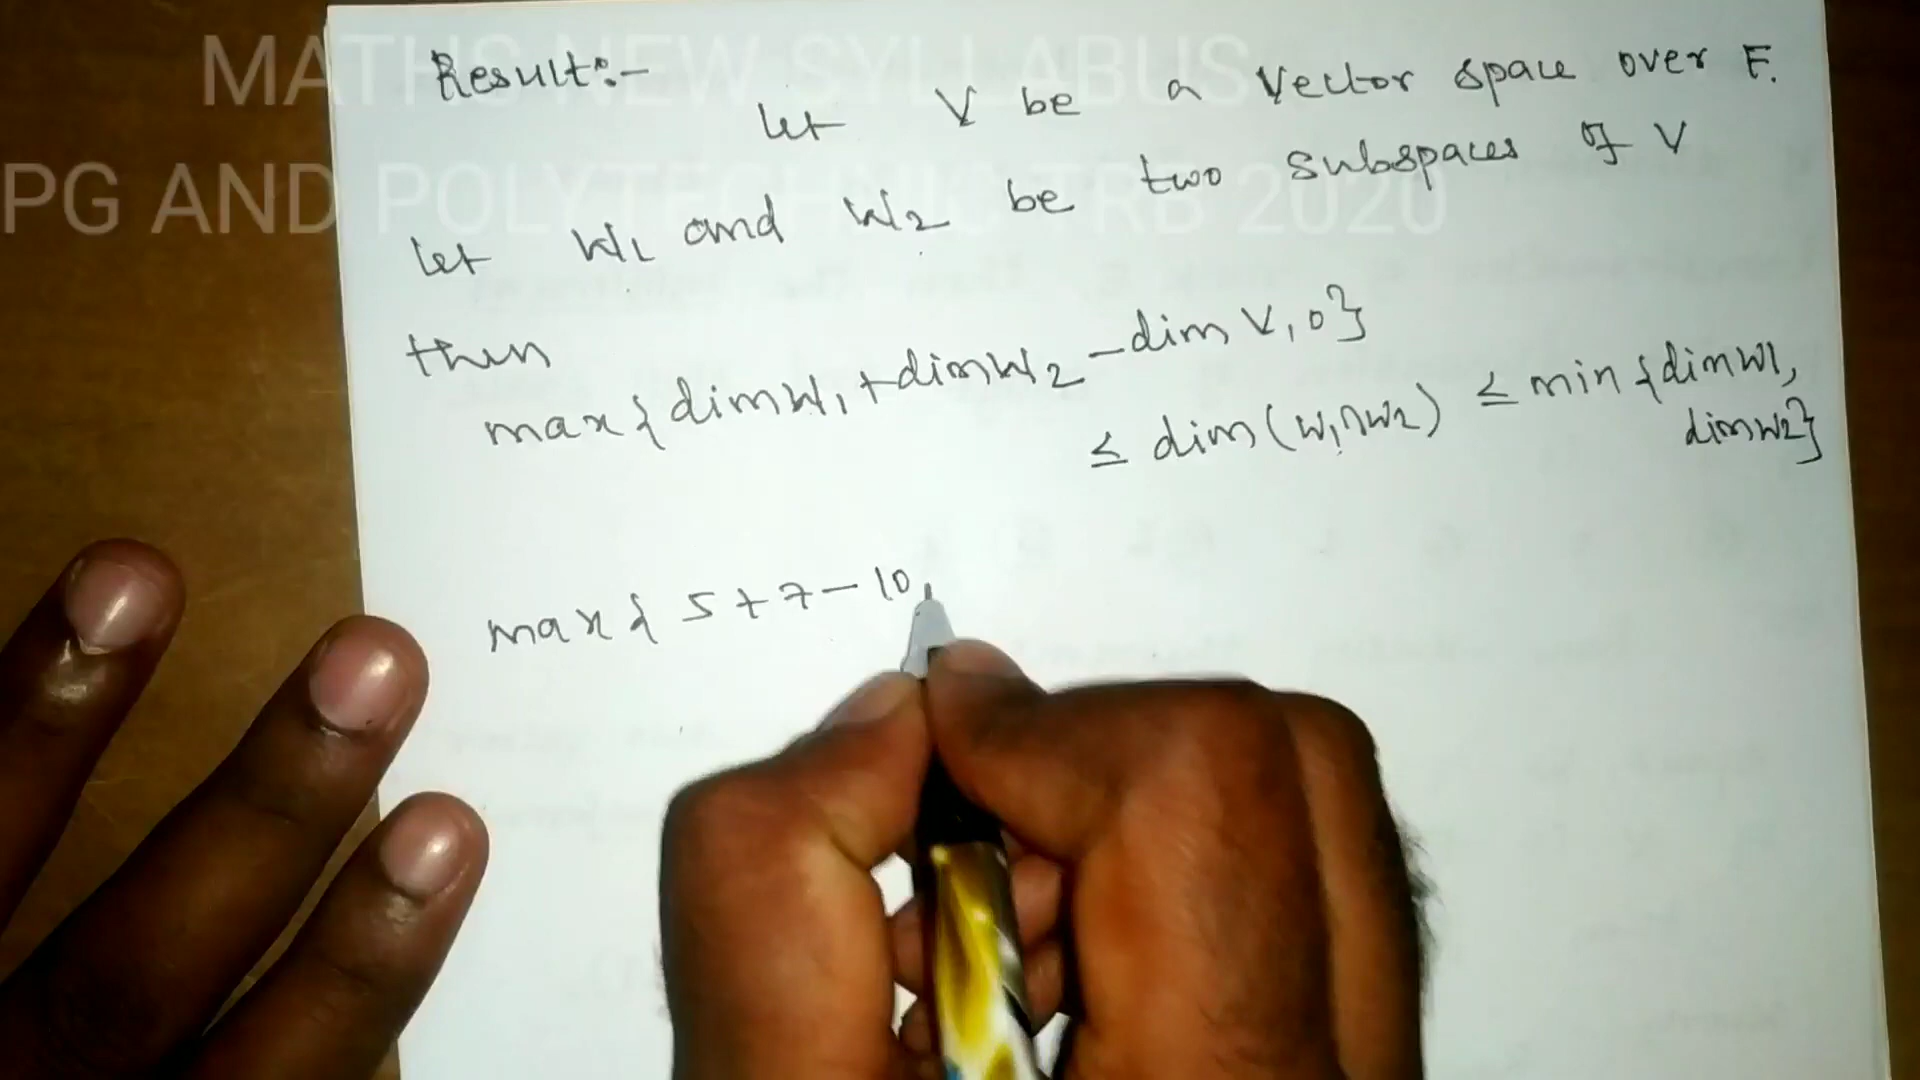 MATHS NEW SYLLABUS
PG AND POLYTECHNIC TRB 2020
Result:-
let V be a vector space over F.
let W1 and W2 be two subspaces of V
then
max{dimW1+dimW2-dim V, 0}
≤ dim(W1∩W2) ≤ min {dimW1,
dimW2}
max{ 5+7-10,